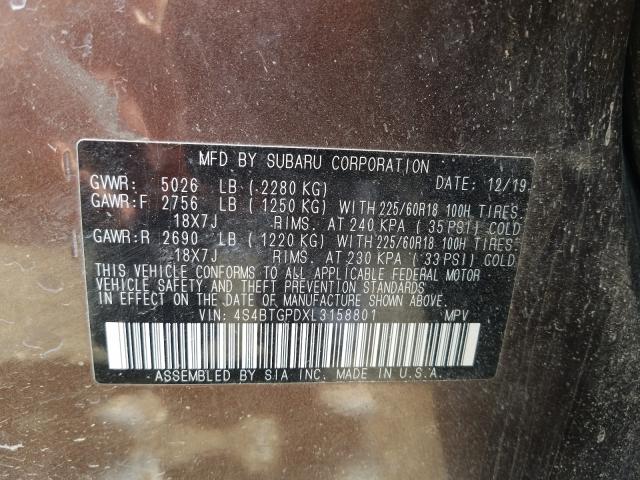 MFD BY SUBARU CORPORATION
GVWR: 5026 LB ( 2280 KG) DATE: 12/19
GAWR:F 2756 LB ( 1250 KG) WITH 225/60R18 100H TIRES.
18X7J RIMS. AT 240 KPA ( 35 PSI) COLD
GAWR:R 2690 LB ( 1220 KG) WITH 225/60R18 100H TIRES.
18X7J RIMS. AT 230 KPA ( 33 PSI) COLD
THIS VEHICLE CONFORMS TO ALL APPLICABLE FEDERAL MOTOR
VEHICLE SAFETY AND THEFT PREVENTION STANDARDS
IN EFFECT ON THE DATE OF MANUFACTURE SHOWN ABOVE.
VIN: 4S4BTGPDXL3158801 MPV
ASSEMBLED BY SIA INC. MADE IN U.S.A.